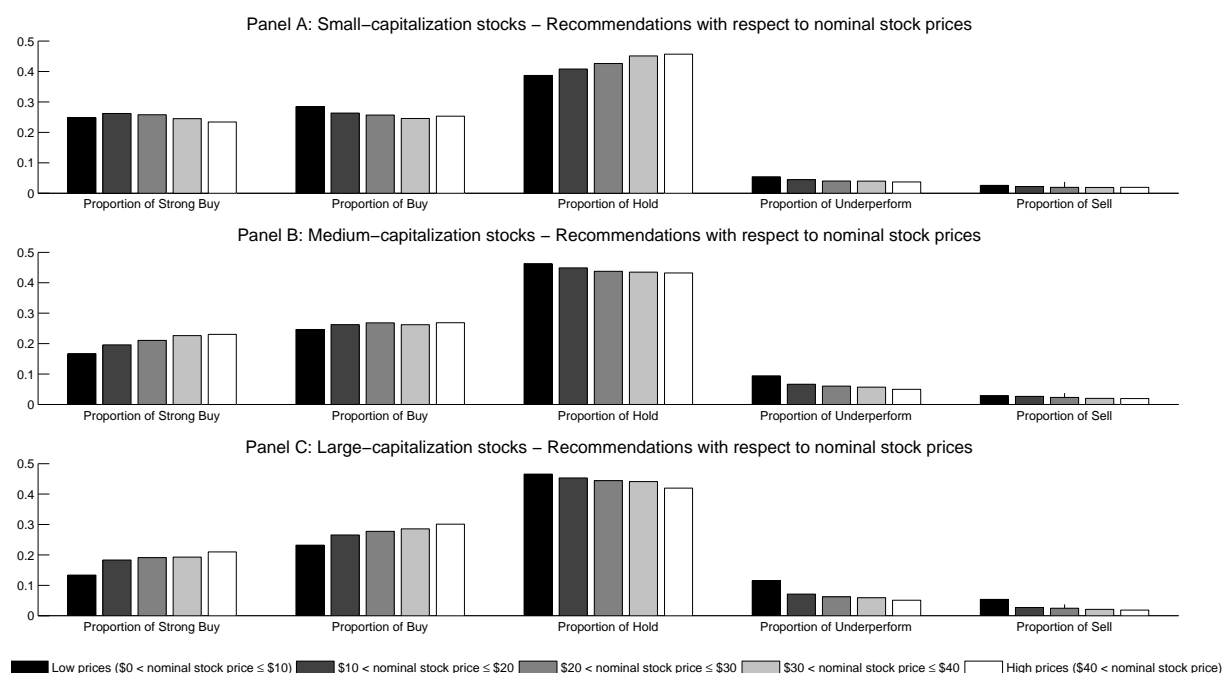 Panel A: Small−capitalization stocks − Recommendations with respect to nominal stock prices
0.5
0.4
0.3
0.2
0.1
0
Proportion of Strong Buy Proportion of Buy Proportion of Hold Proportion of Underperform Proportion of Sell
Panel B: Medium−capitalization stocks − Recommendations with respect to nominal stock prices
0.5
0.4
0.3
0.2
0.1
0
Proportion of Strong Buy Proportion of Buy Proportion of Hold Proportion of Underperform Proportion of Sell
Panel C: Large−capitalization stocks − Recommendations with respect to nominal stock prices
0.5
0.4
0.3
0.2
0.1
0
Proportion of Strong Buy Proportion of Buy Proportion of Hold Proportion of Underperform Proportion of Sell
Low prices ($0 < nominal stock price ≤ $10) $10 < nominal stock price ≤ $20 $20 < nominal stock price ≤ $30 $30 < nominal stock price ≤ $40 High prices ($40 < nominal stock price)